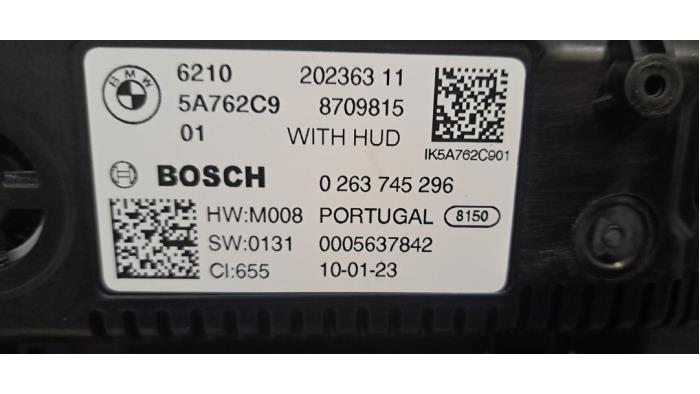 BMW
6210 202363 11
5A762C9 8709815
01 WITH HUD
IK5A762C901
BOSCH 0 263 745 296
HW:M008 PORTUGAL 8150
SW:0131 0005637842
CI:655 10-01-23